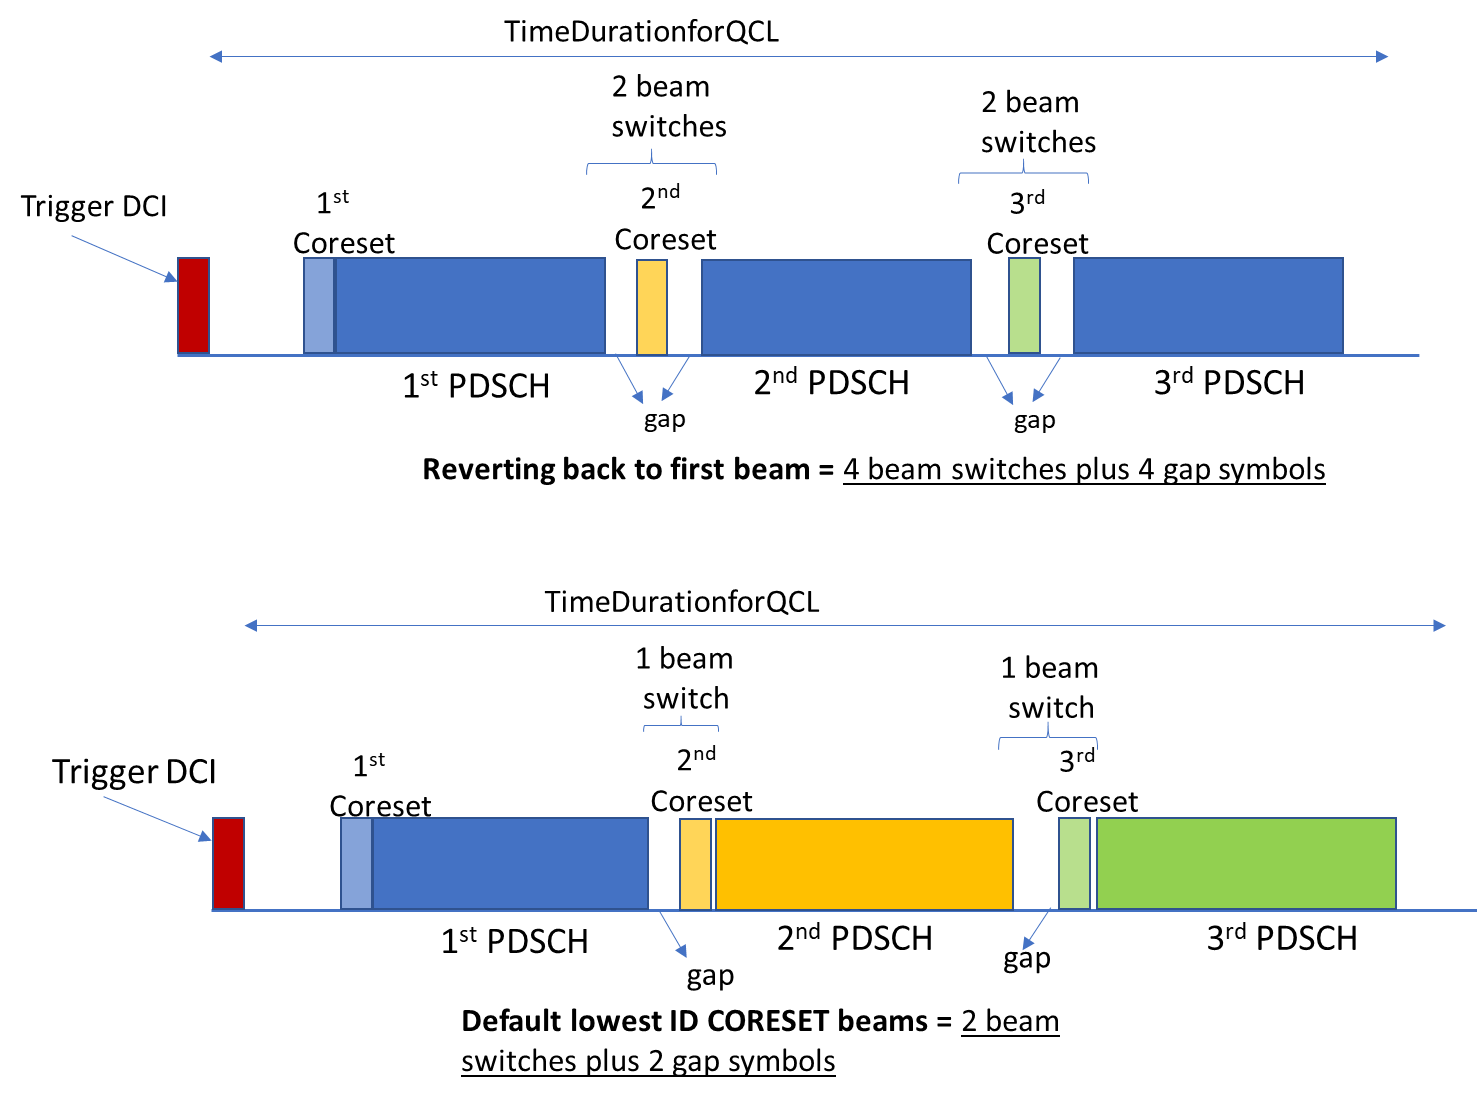 TimeDurationforQCL
2 beam
switches
2 beam
switches
Trigger DCI
1st
Coreset
2nd
Coreset
3rd
Coreset
1st PDSCH
2nd PDSCH
3rd PDSCH
gap
gap
Reverting back to first beam = 4 beam switches plus 4 gap symbols
TimeDurationforQCL
1 beam
switch
1 beam
switch
Trigger DCI
1st
Coreset
2nd
Coreset
3rd
Coreset
1st PDSCH
2nd PDSCH
3rd PDSCH
gap
gap
Default lowest ID CORESET beams = 2 beam
switches plus 2 gap symbols